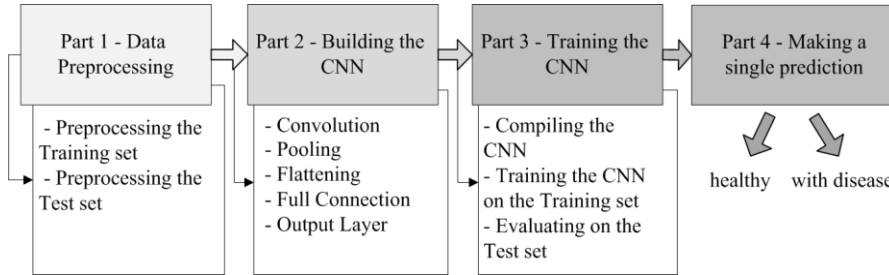 Part 1 - Data
Preprocessing
- Preprocessing the
Training set
- Preprocessing the
Test set
Part 2 - Building the
CNN
- Convolution
- Pooling
- Flattening
- Full Connection
- Output Layer
Part 3 - Training the
CNN
- Compiling the
CNN
- Training the CNN
on the Training set
- Evaluating on the
Test set
Part 4 - Making a
single prediction
healthy
with disease